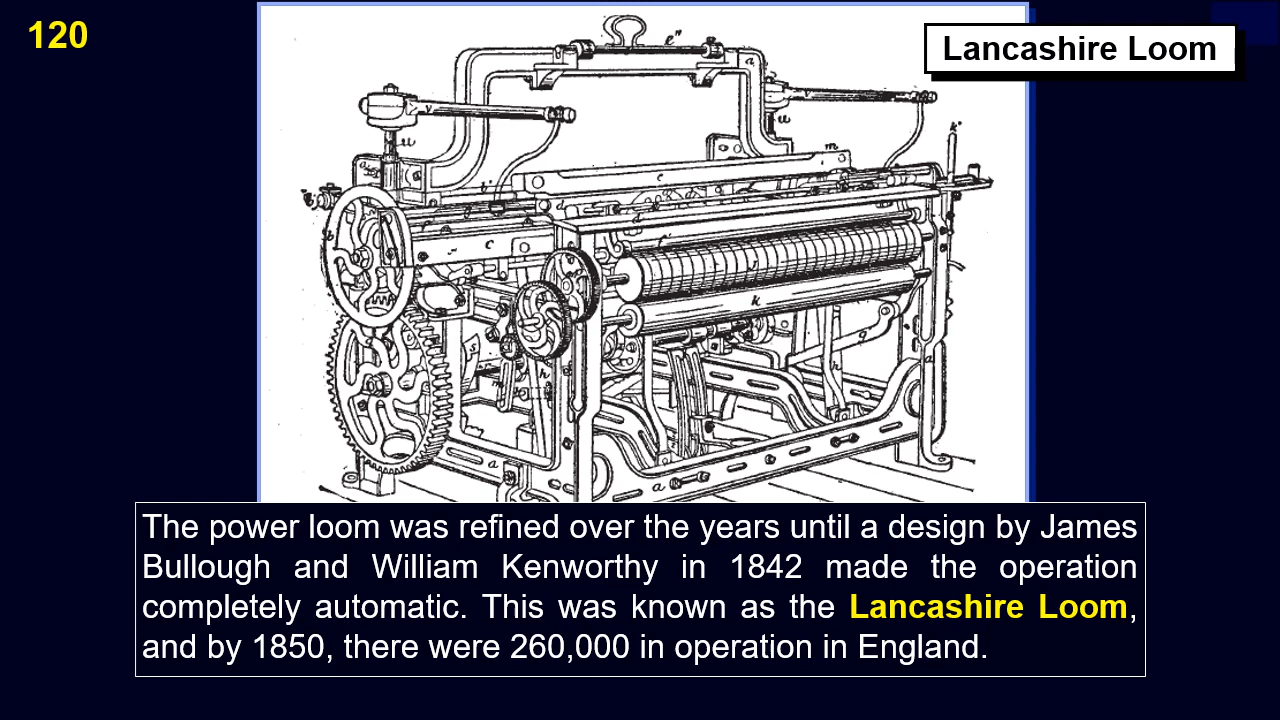 120
Lancashire Loom
The power loom was refined over the years until a design by James
Bullough and William Kenworthy in 1842 made the operation
completely automatic. This was known as the Lancashire Loom,
and by 1850, there were 260,000 in operation in England.